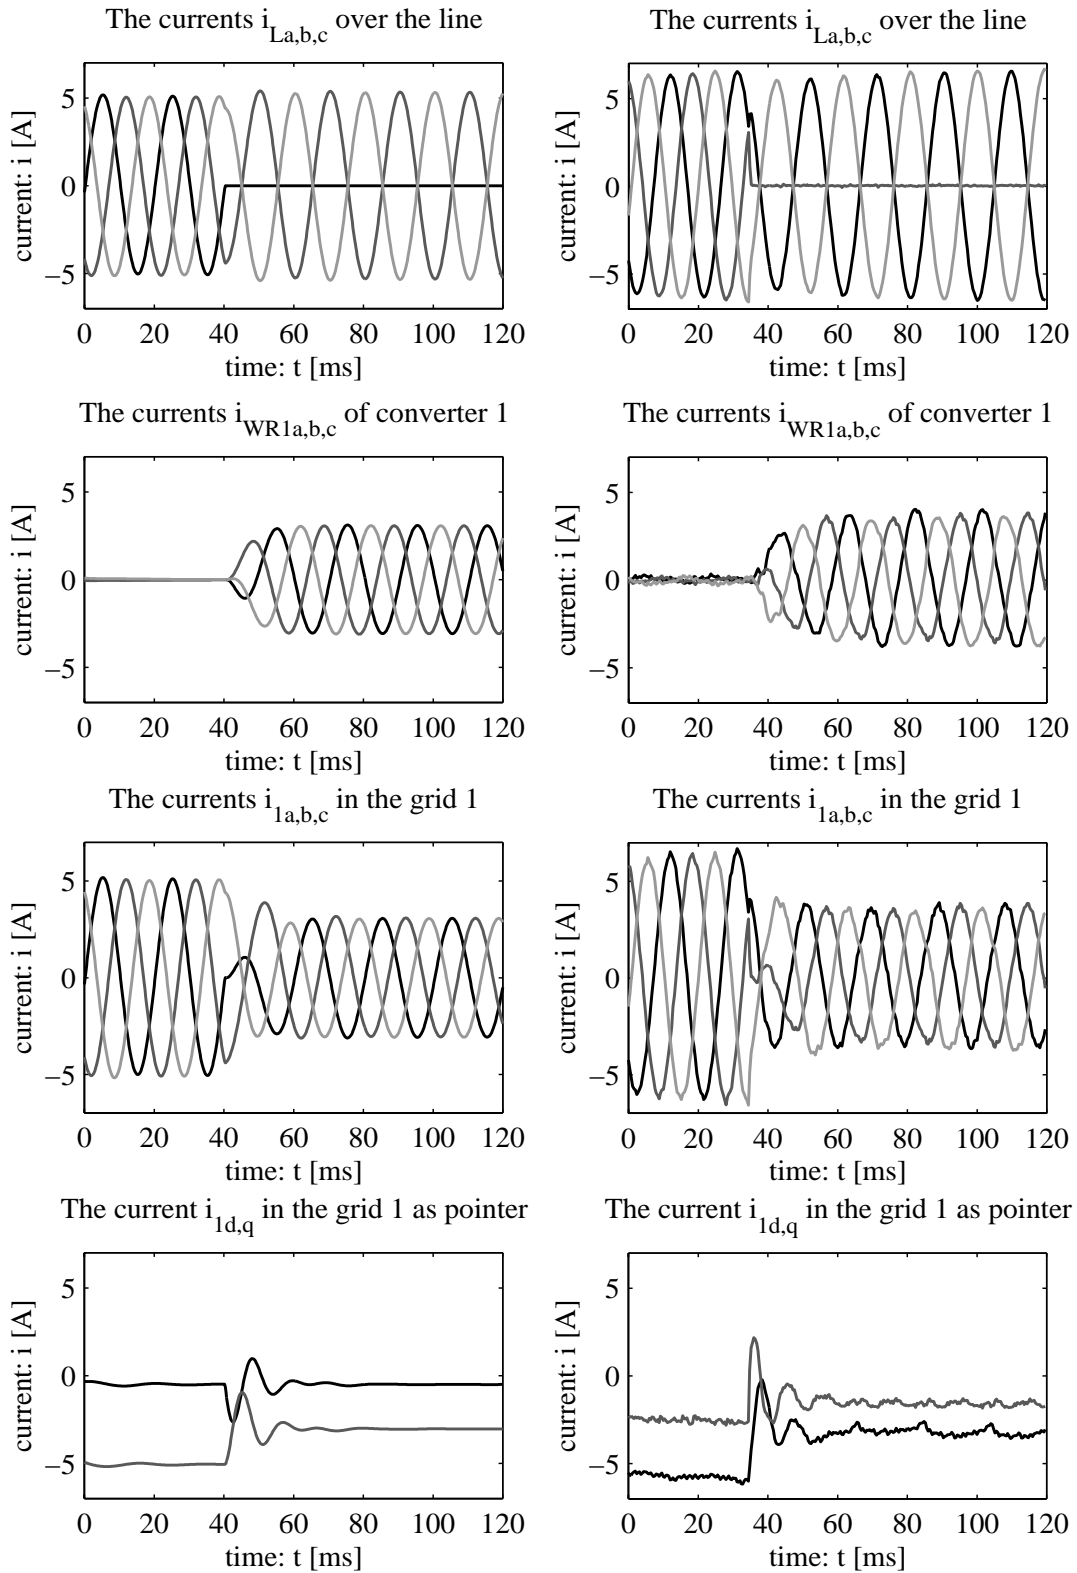 The currents i_La,b,c over the line
current: i [A]
5
0
−5
0 20 40 60 80 100 120
time: t [ms]
The currents i_La,b,c over the line
current: i [A]
5
0
−5
0 20 40 60 80 100 120
time: t [ms]
The currents i_WR1a,b,c of converter 1
current: i [A]
5
0
−5
0 20 40 60 80 100 120
time: t [ms]
The currents i_WR1a,b,c of converter 1
current: i [A]
5
0
−5
0 20 40 60 80 100 120
time: t [ms]
The currents i_1a,b,c in the grid 1
current: i [A]
5
0
−5
0 20 40 60 80 100 120
time: t [ms]
The currents i_1a,b,c in the grid 1
current: i [A]
5
0
−5
0 20 40 60 80 100 120
time: t [ms]
The current i_1d,q in the grid 1 as pointer
current: i [A]
5
0
−5
0 20 40 60 80 100 120
time: t [ms]
The current i_1d,q in the grid 1 as pointer
current: i [A]
5
0
−5
0 20 40 60 80 100 120
time: t [ms]